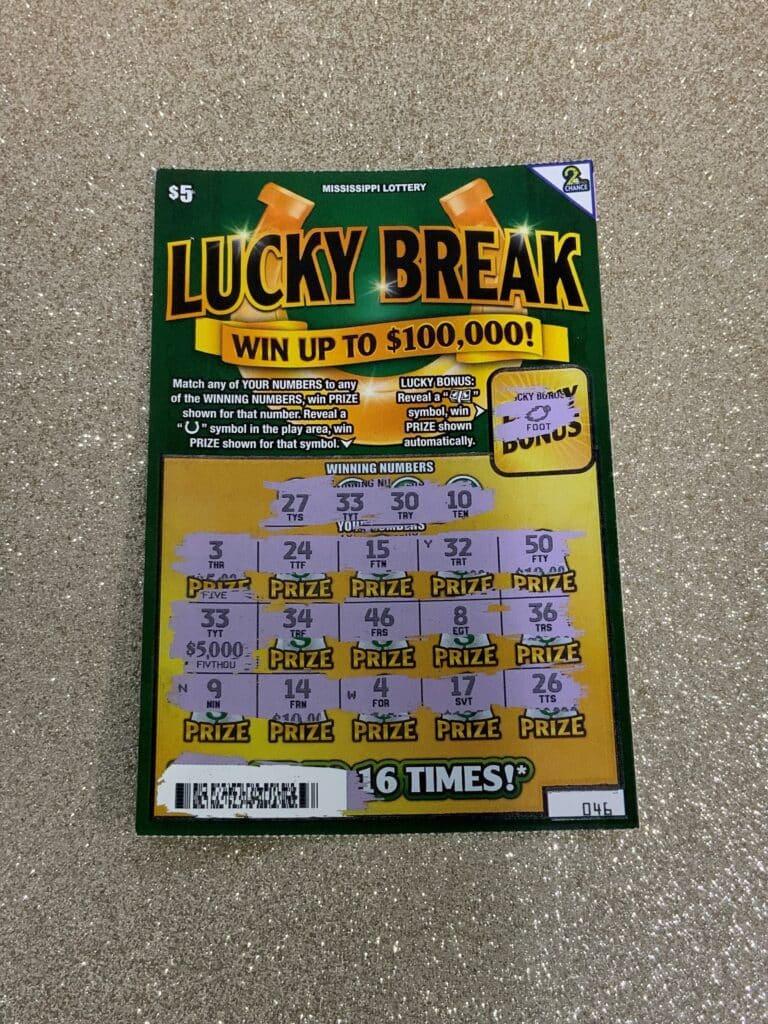 $5
MISSISSIPPI LOTTERY
2ND CHANCE
LUCKY BREAK
WIN UP TO $100,000!
Match any of YOUR NUMBERS to any
of the WINNING NUMBERS, win PRIZE
shown for that number. Reveal a
" " symbol in the play area, win
PRIZE shown for that symbol.
LUCKY BONUS:
Reveal a " "
symbol, win
PRIZE shown
automatically.
FOOT
BONUS
WINNING NUMBERS
27 33 30 10
TYS TYT TRY TEN
YOUR NUMBERS
3 24 15 Y 32 50
THR TTF FTN TRT FTY
PRIZE PRIZE PRIZE PRIZE PRIZE
FIVE
33 34 46 8 36
TYT TRF FRS EGT TRS
$5,000 PRIZE PRIZE PRIZE PRIZE
FIVTHOU
N 9 14 W 4 17 26
NIN FRN FOR SVT TTS
PRIZE PRIZE PRIZE PRIZE PRIZE
16 TIMES!*
046